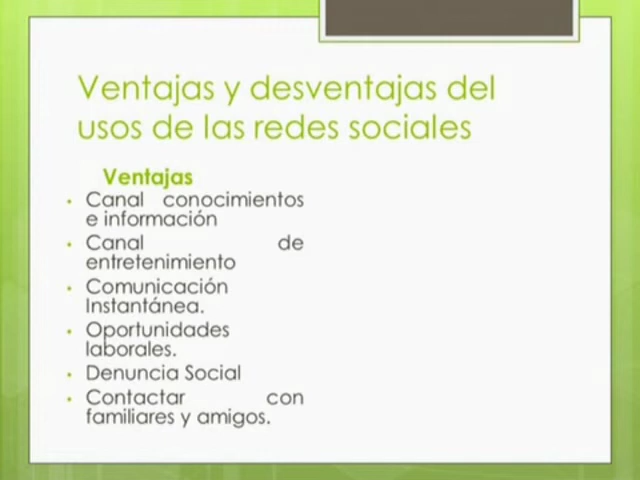 Ventajas y desventajas del
usos de las redes sociales
Ventajas
• Canal conocimientos
e información
• Canal de
entretenimiento
• Comunicación
Instantánea.
• Oportunidades
laborales.
• Denuncia Social
• Contactar con
familiares y amigos.